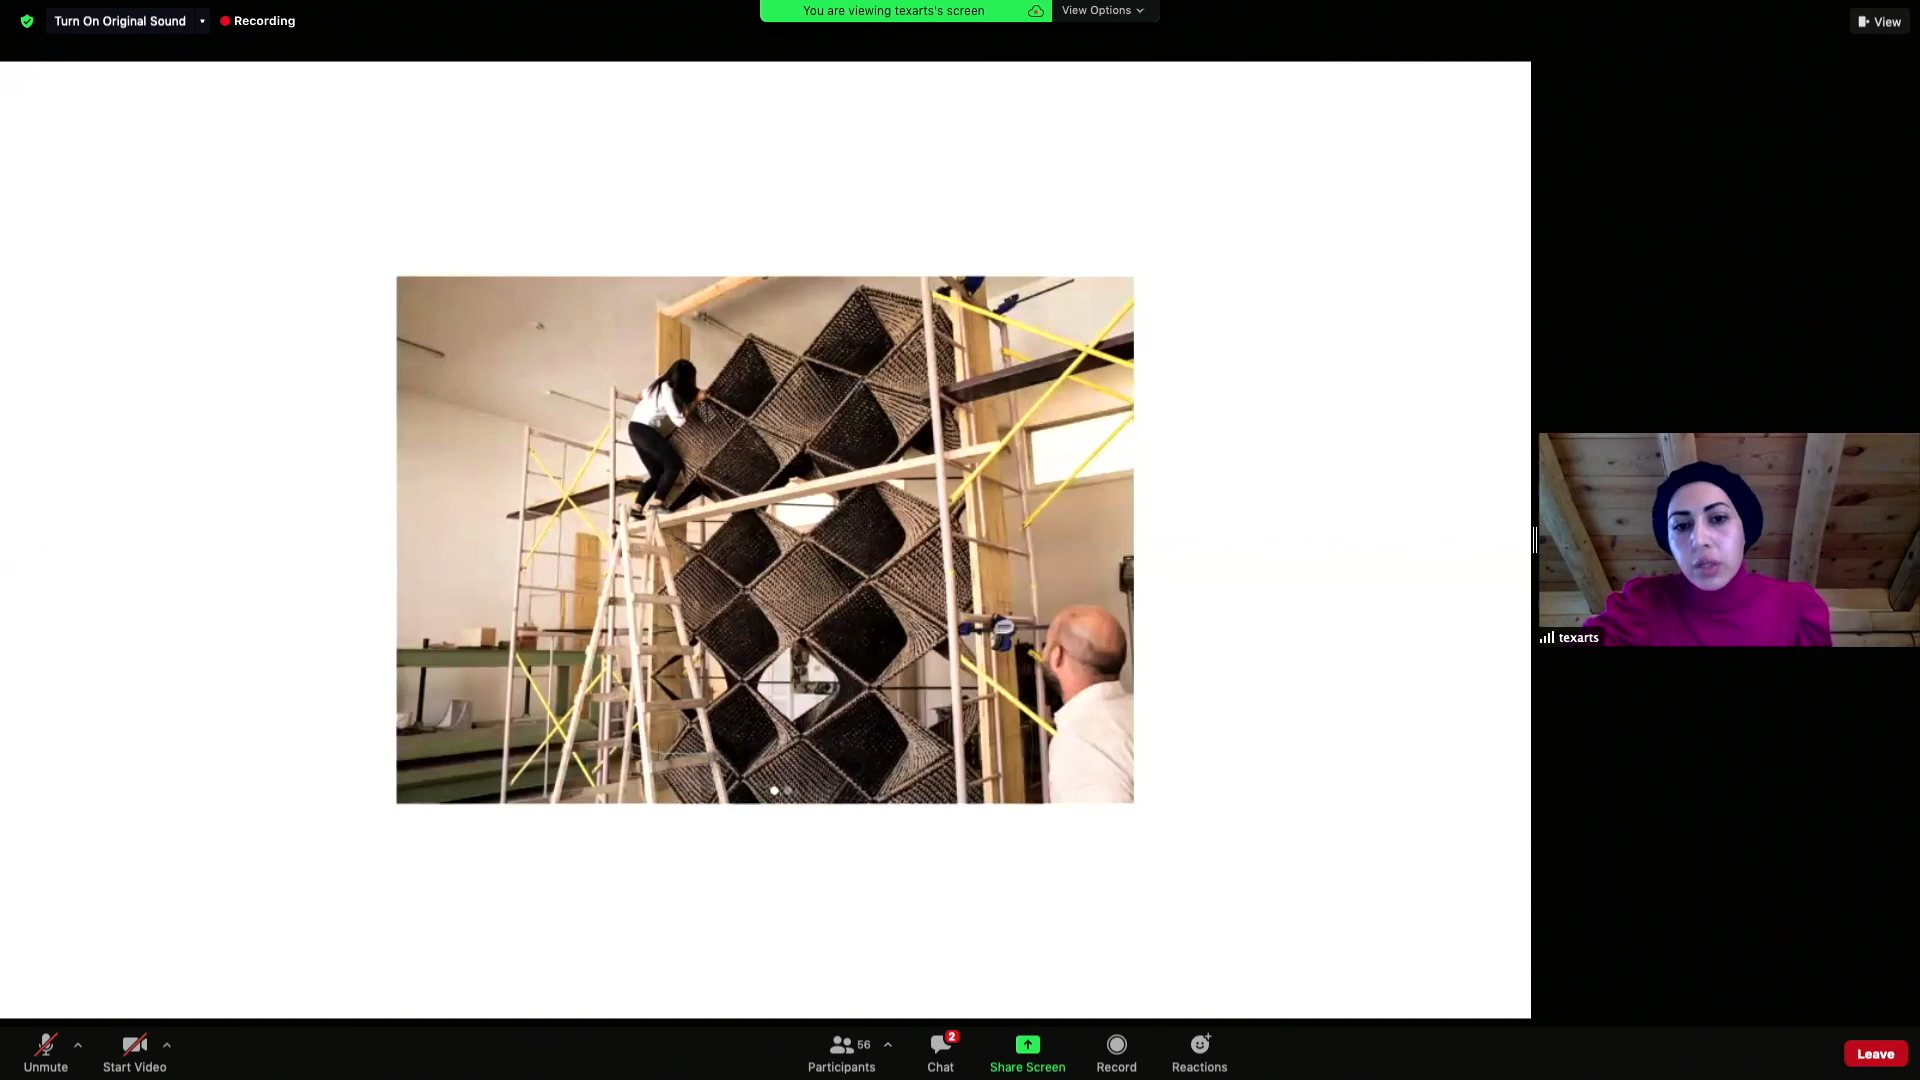 Turn On Original Sound
Recording
You are viewing texarts's screen
View Options
View
texarts
Unmute
Start Video
56
Participants
2
Chat
Share Screen
Record
Reactions
Leave